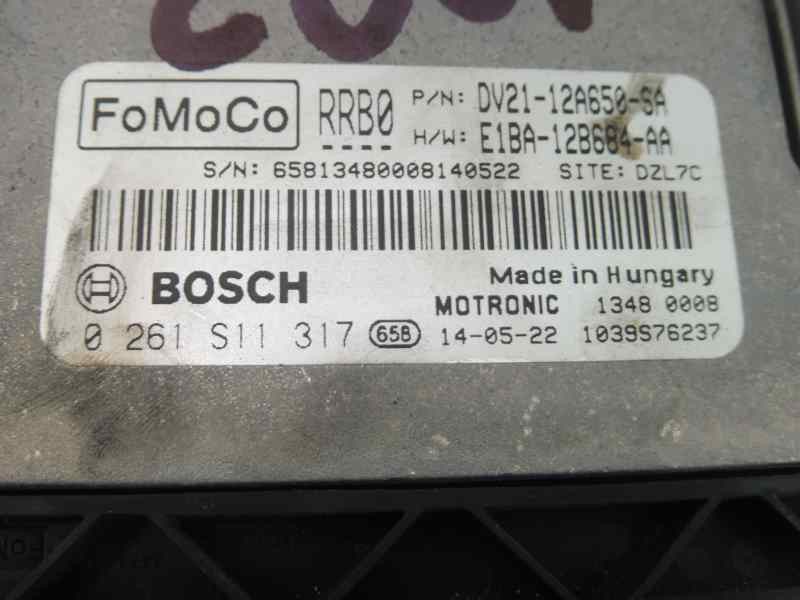 FoMoCo RRB0 P/N: DV21-12A650-SA
H/W: E1BA-12B684-AA
S/N: 65813480008140522 SITE: DZL7C
BOSCH Made in Hungary
MOTRONIC 1348 0008
0 261 S11 317 65B 14-05-22 1039S76237